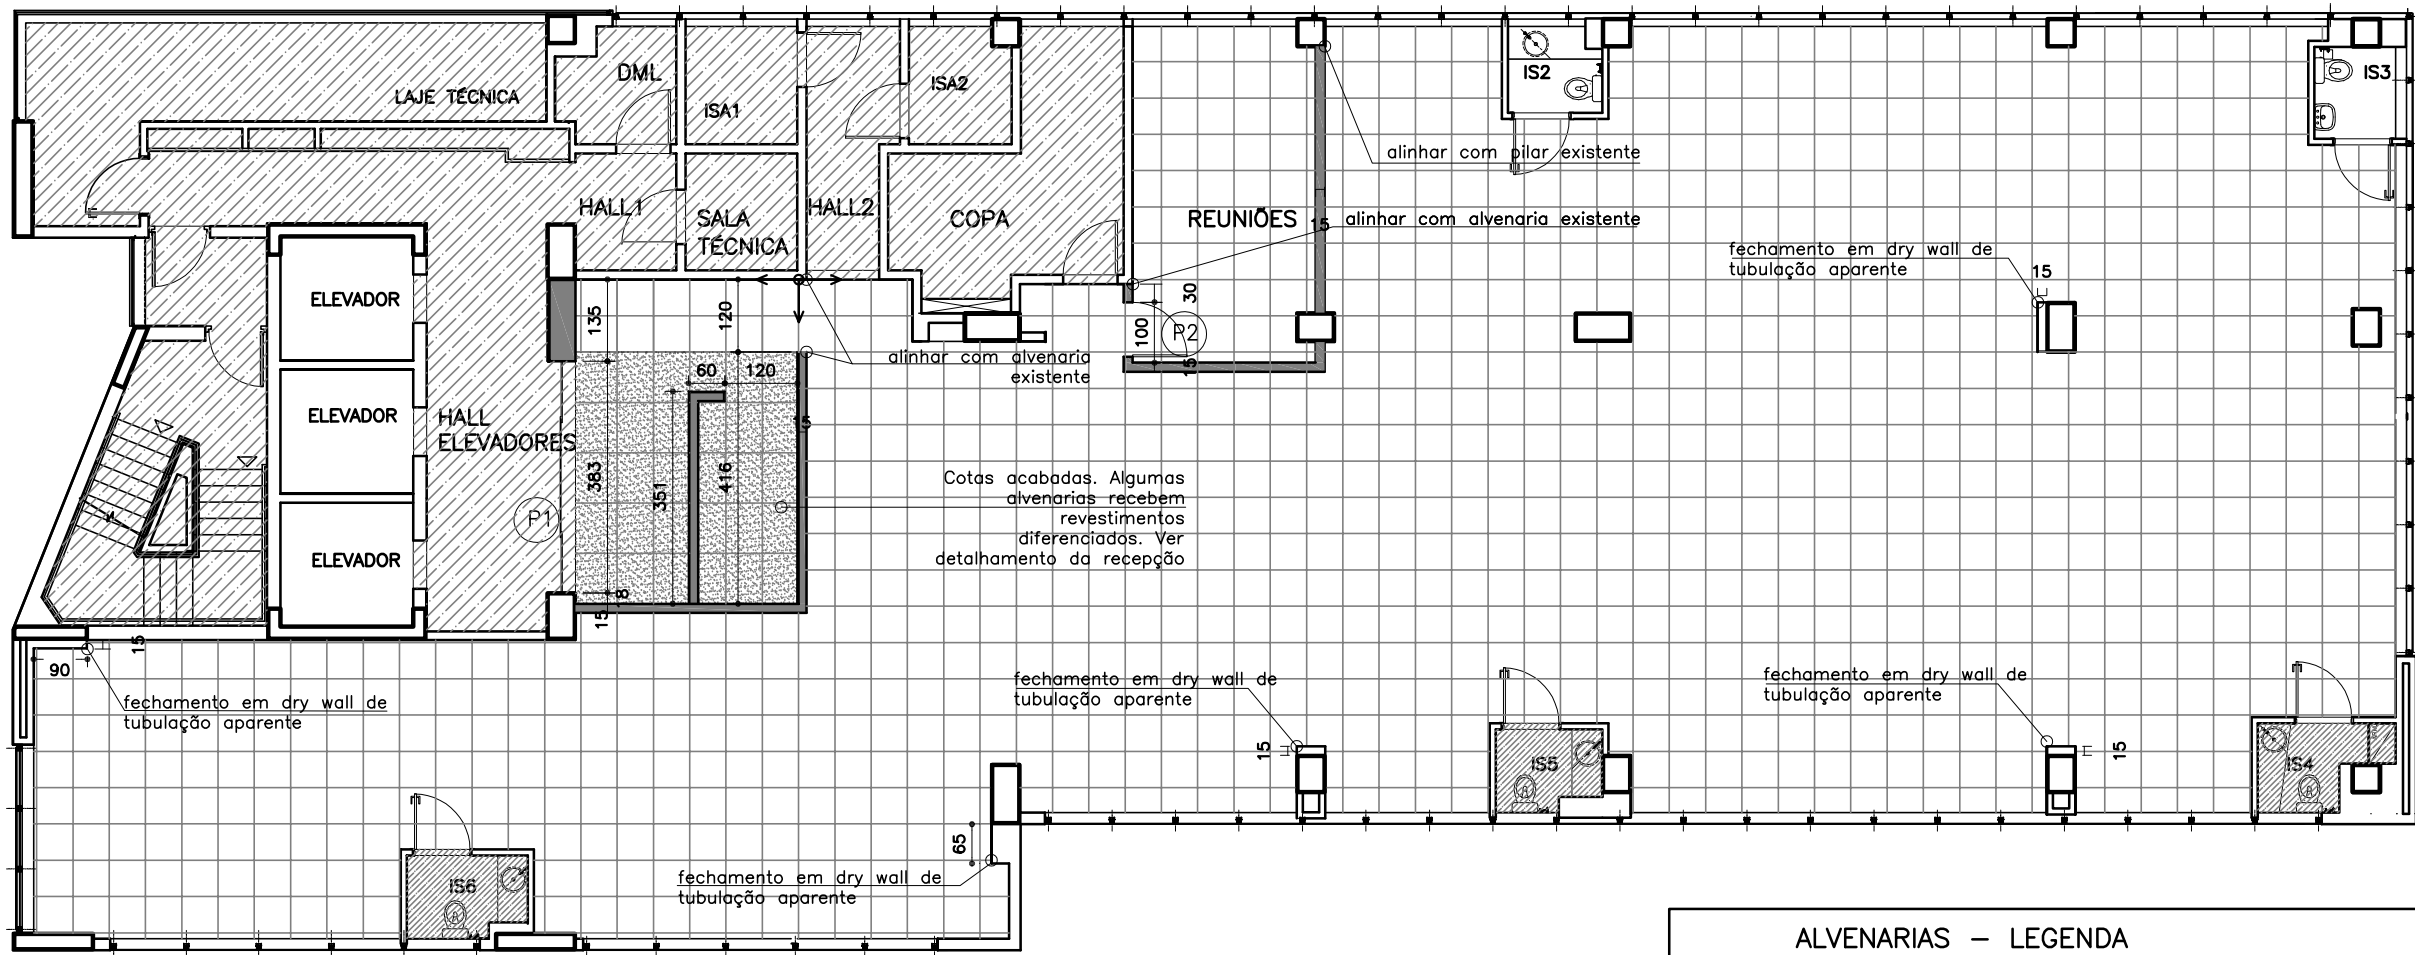 DML
LAJE TÉCNICA
ISA1
ISA2
IS2
IS3
alinhar com pilar existente
HALL1
SALA
TÉCNICA
HALL2
COPA
REUNIÕES
15
alinhar com alvenaria existente
fechamento em dry wall de
tubulação aparente
15
ELEVADOR
135
120
30
100
P2
15
alinhar com alvenaria
existente
60
120
ELEVADOR
HALL
ELEVADORES
15
383
351
416
Cotas acabadas. Algumas
alvenarias recebem
revestimentos
diferenciados. Ver
detalhamento da recepção
P1
ELEVADOR
18
15
15
90
fechamento em dry wall de
tubulação aparente
fechamento em dry wall de
tubulação aparente
15
fechamento em dry wall de
tubulação aparente
15
IS5
IS4
65
fechamento em dry wall de
tubulação aparente
IS6
ALVENARIAS – LEGENDA